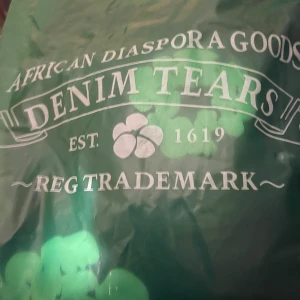 AFRICAN DIASPORA GOODS
DENIM TEARS
EST. 1619
~REG TRADEMARK~